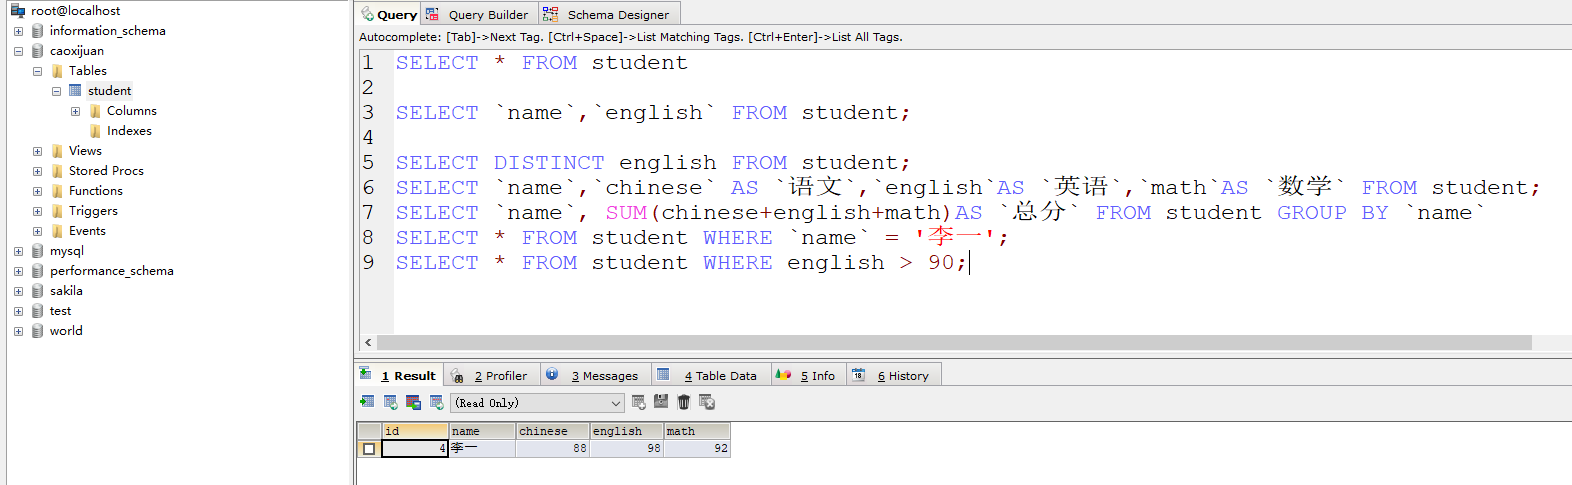 root@localhost
information_schema
caoxijuan
Tables
student
Columns
Indexes
Views
Stored Procs
Functions
Triggers
Events
mysql
performance_schema
sakila
test
world
Query Query Builder Schema Designer
Autocomplete: [Tab]->Next Tag. [Ctrl+Space]->List Matching Tags. [Ctrl+Enter]->List All Tags.
1 SELECT * FROM student
2
3 SELECT `name`,`english` FROM student;
4
5 SELECT DISTINCT english FROM student;
6 SELECT `name`,`chinese` AS `语文`,`english`AS `英语`,`math`AS `数学` FROM student;
7 SELECT `name`, SUM(chinese+english+math)AS `总分` FROM student GROUP BY `name`
8 SELECT * FROM student WHERE `name` = '李一';
9 SELECT * FROM student WHERE english > 90;
1 Result 2 Profiler 3 Messages 4 Table Data 5 Info 18 6 History
(Read Only)
id name chinese english math
4 李一 88 98 92